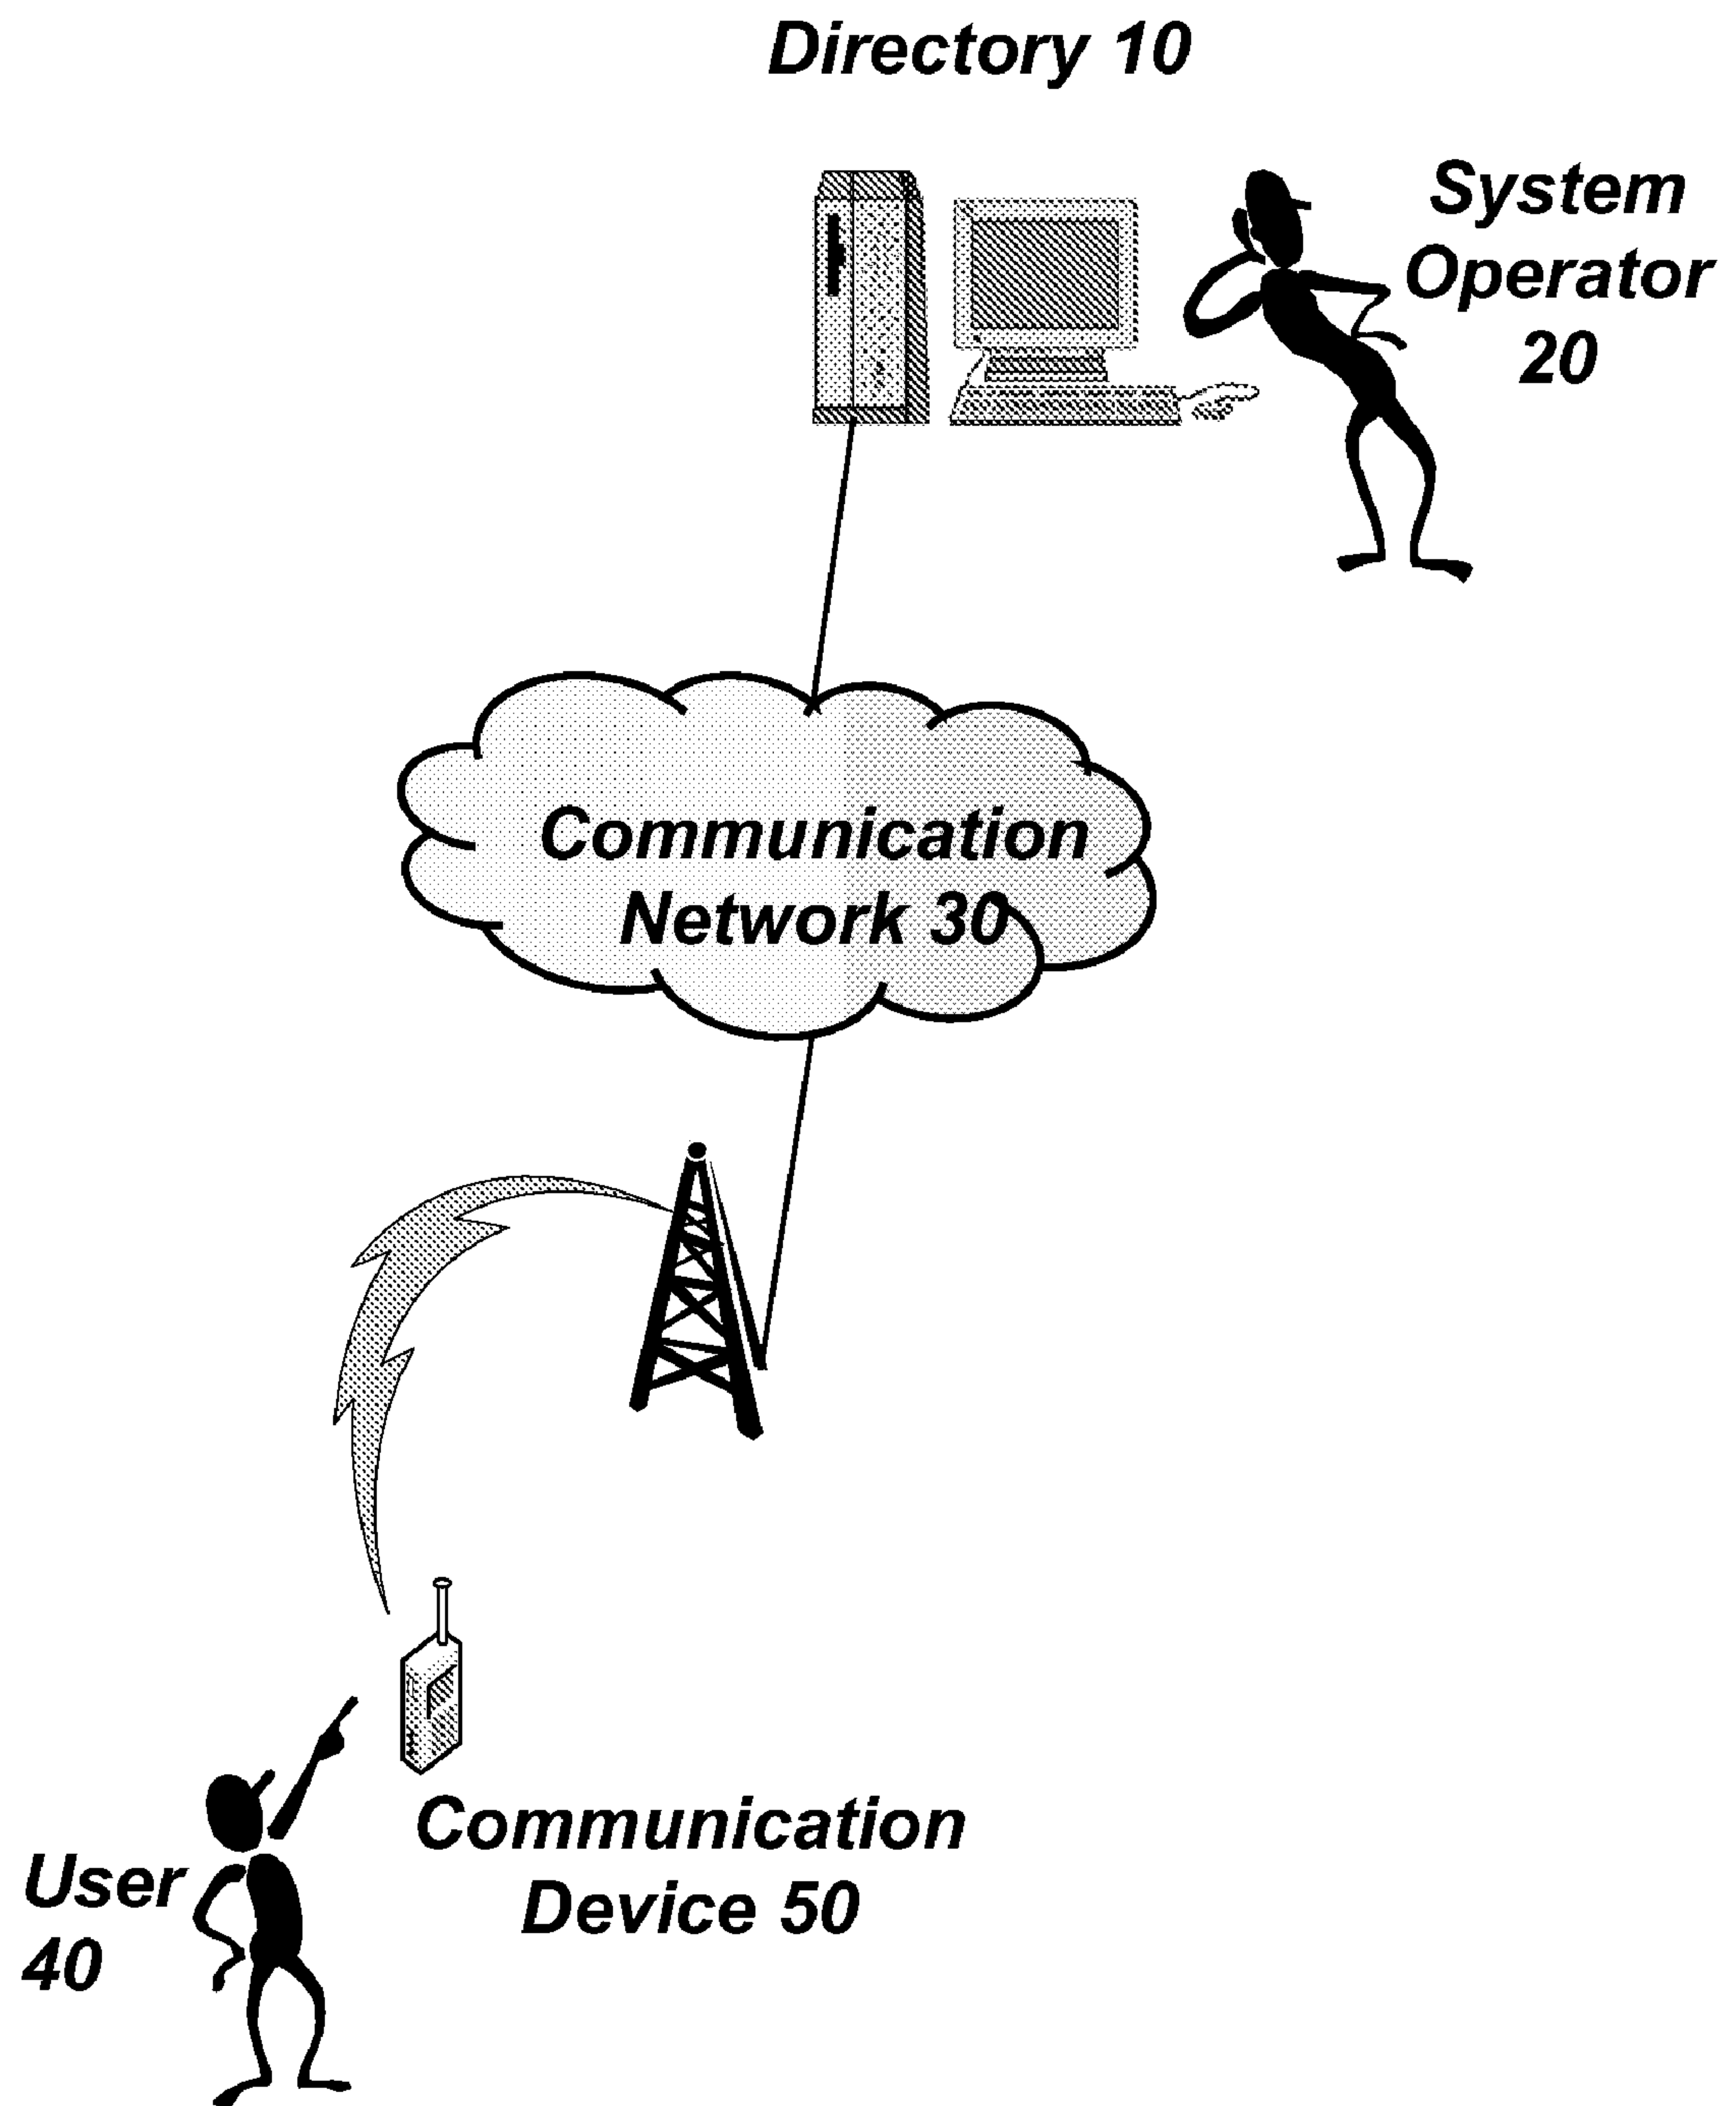 Directory 10
System
Operator
20
Communication
Network 30
Communication
Device 50
User
40